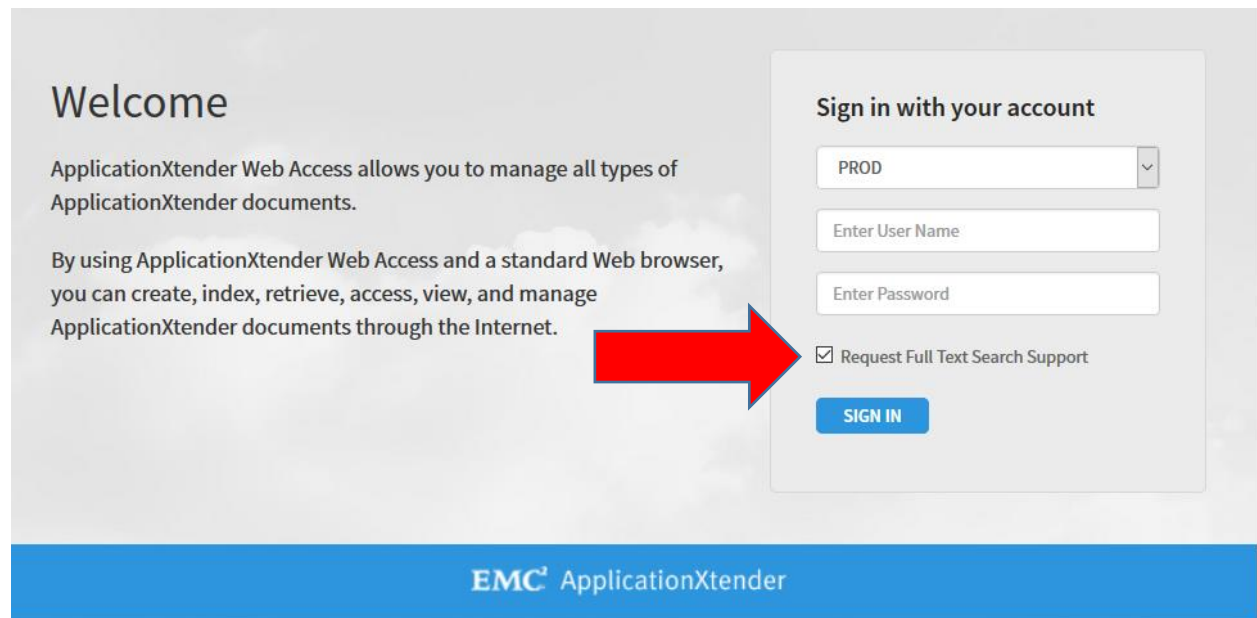 Welcome
ApplicationXtender Web Access allows you to manage all types of
ApplicationXtender documents.
By using ApplicationXtender Web Access and a standard Web browser,
you can create, index, retrieve, access, view, and manage
ApplicationXtender documents through the Internet.
Sign in with your account
PROD
Enter User Name
Enter Password
Request Full Text Search Support
SIGN IN
EMC² ApplicationXtender